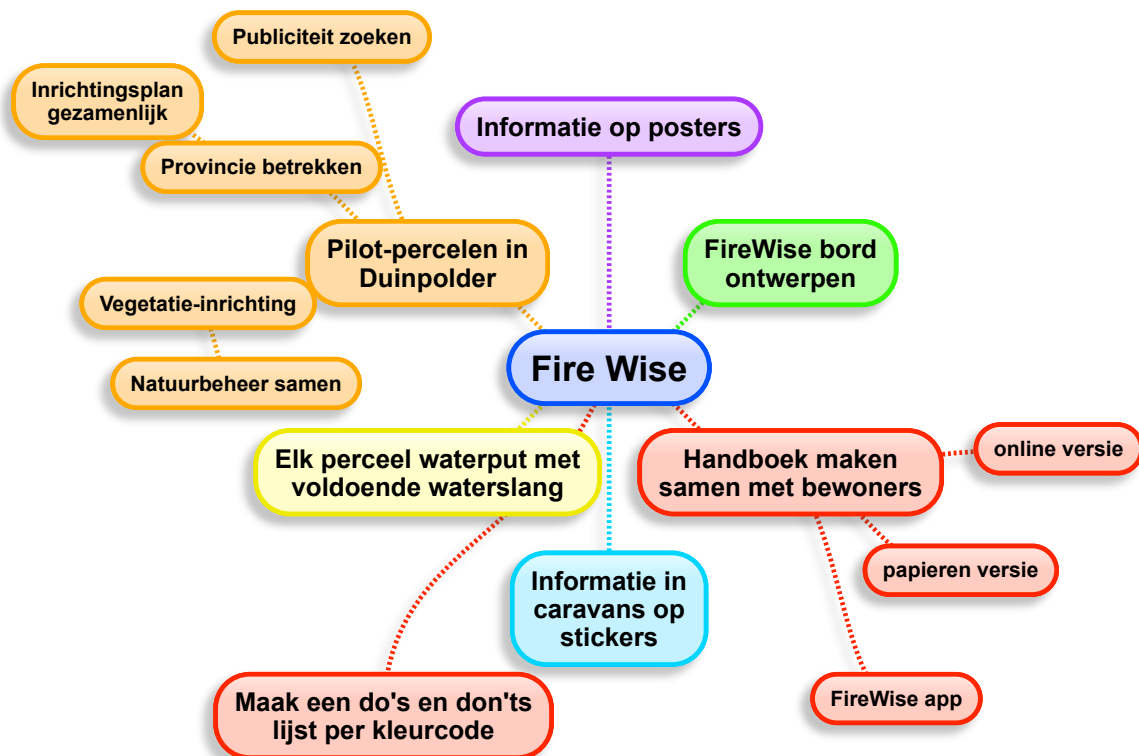 Publiciteit zoeken
Inrichtingsplan
gezamenlijk
Informatie op posters
Provincie betrekken
Pilot-percelen in
Duinpolder
FireWise bord
ontwerpen
Vegetatie-inrichting
Fire Wise
Natuurbeheer samen
Elk perceel waterput met
voldoende waterslang
Handboek maken
samen met bewoners
online versie
papieren versie
Informatie in
caravans op
stickers
Maak een do's en don'ts
lijst per kleurcode
FireWise app